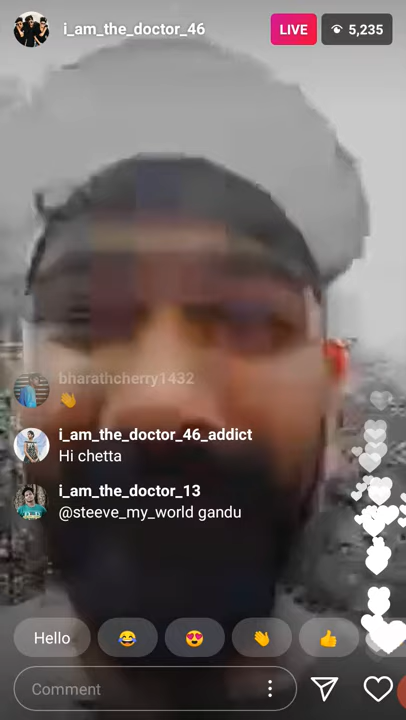 i_am_the_doctor_46
LIVE
5,235
bharathcherry1432
👋
i_am_the_doctor_46_addict
Hi chetta
i_am_the_doctor_13
@steeve_my_world gandu
Hello
😂
😍
👋
👍
Comment